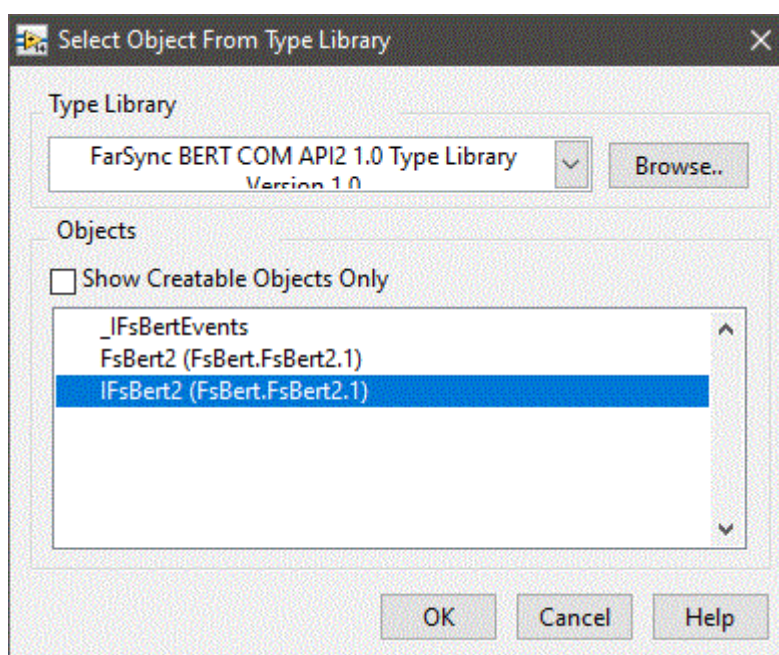 Select Object From Type Library
Type Library
FarSync BERT COM API2 1.0 Type Library
Version 1.0
Browse..
Objects
Show Creatable Objects Only
_IFsBertEvents
FsBert2 (FsBert.FsBert2.1)
IFsBert2 (FsBert.FsBert2.1)
OK
Cancel
Help